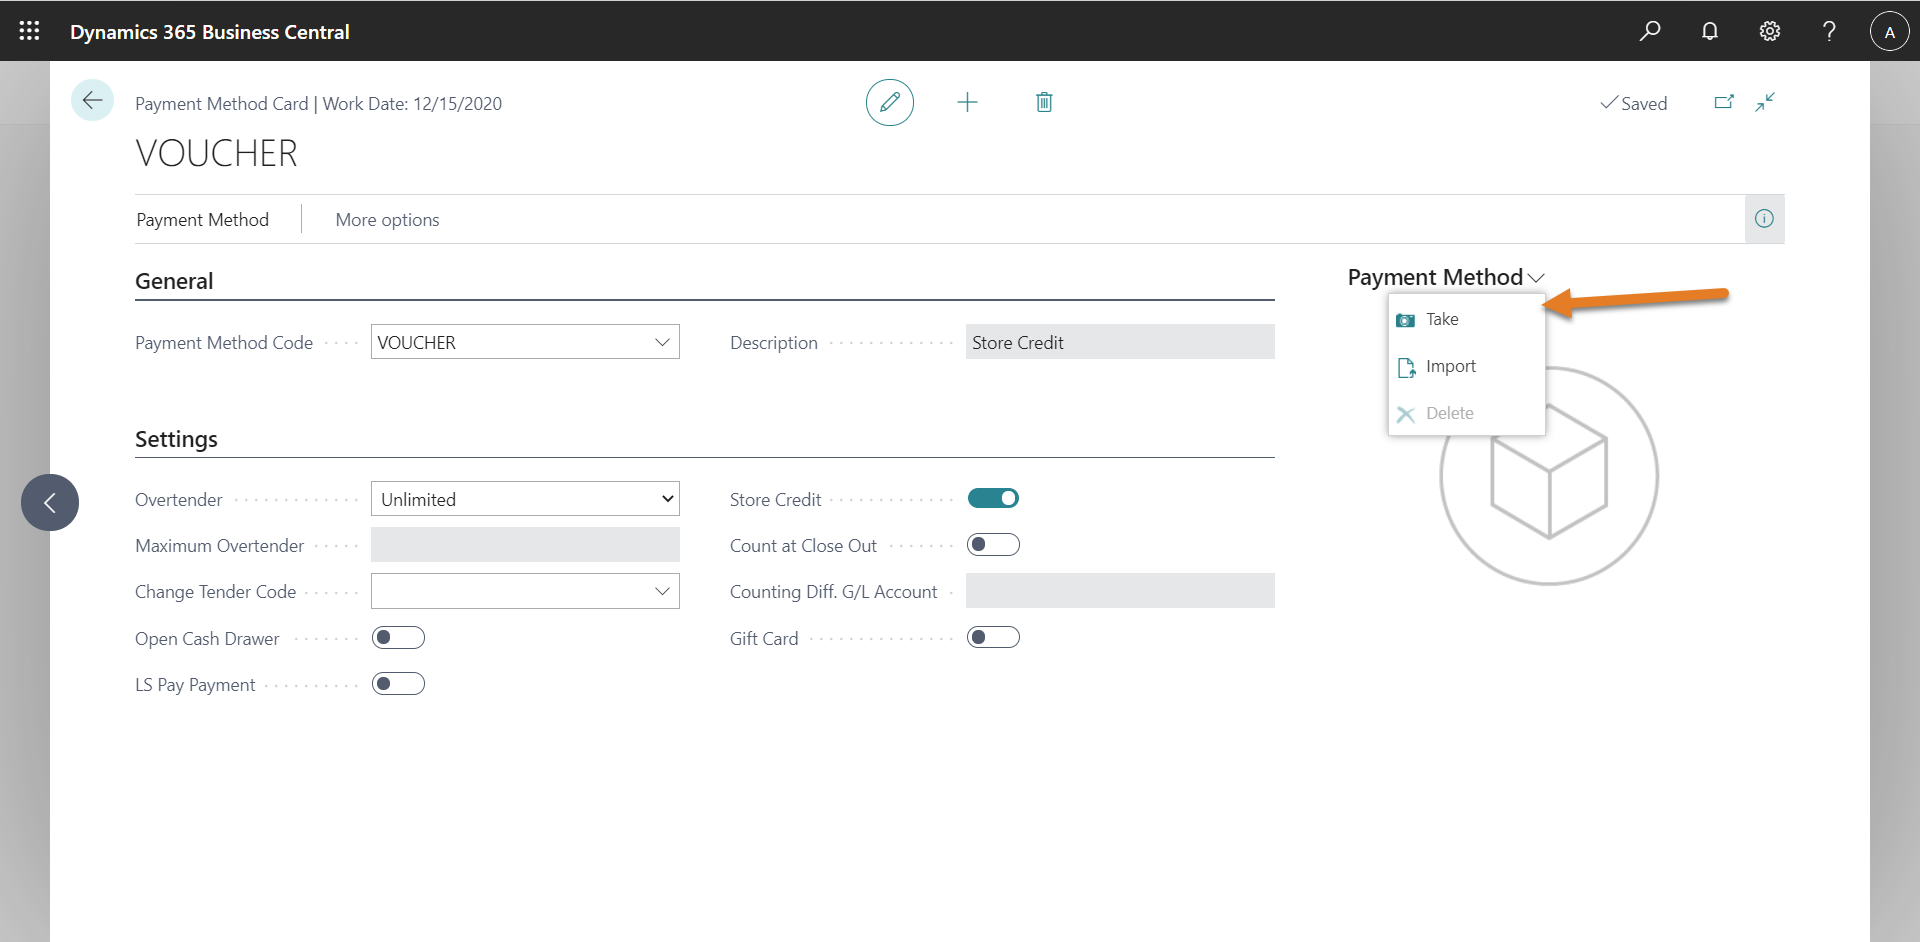 Dynamics 365 Business Central
A
Payment Method Card | Work Date: 12/15/2020
Saved
VOUCHER
Payment Method
More options
General
Payment Method
Payment Method Code
VOUCHER
Description
Store Credit
Take
Import
Delete
Settings
Overtender
Unlimited
Store Credit
Maximum Overtender
Count at Close Out
Change Tender Code
Counting Diff. G/L Account
Open Cash Drawer
Gift Card
LS Pay Payment